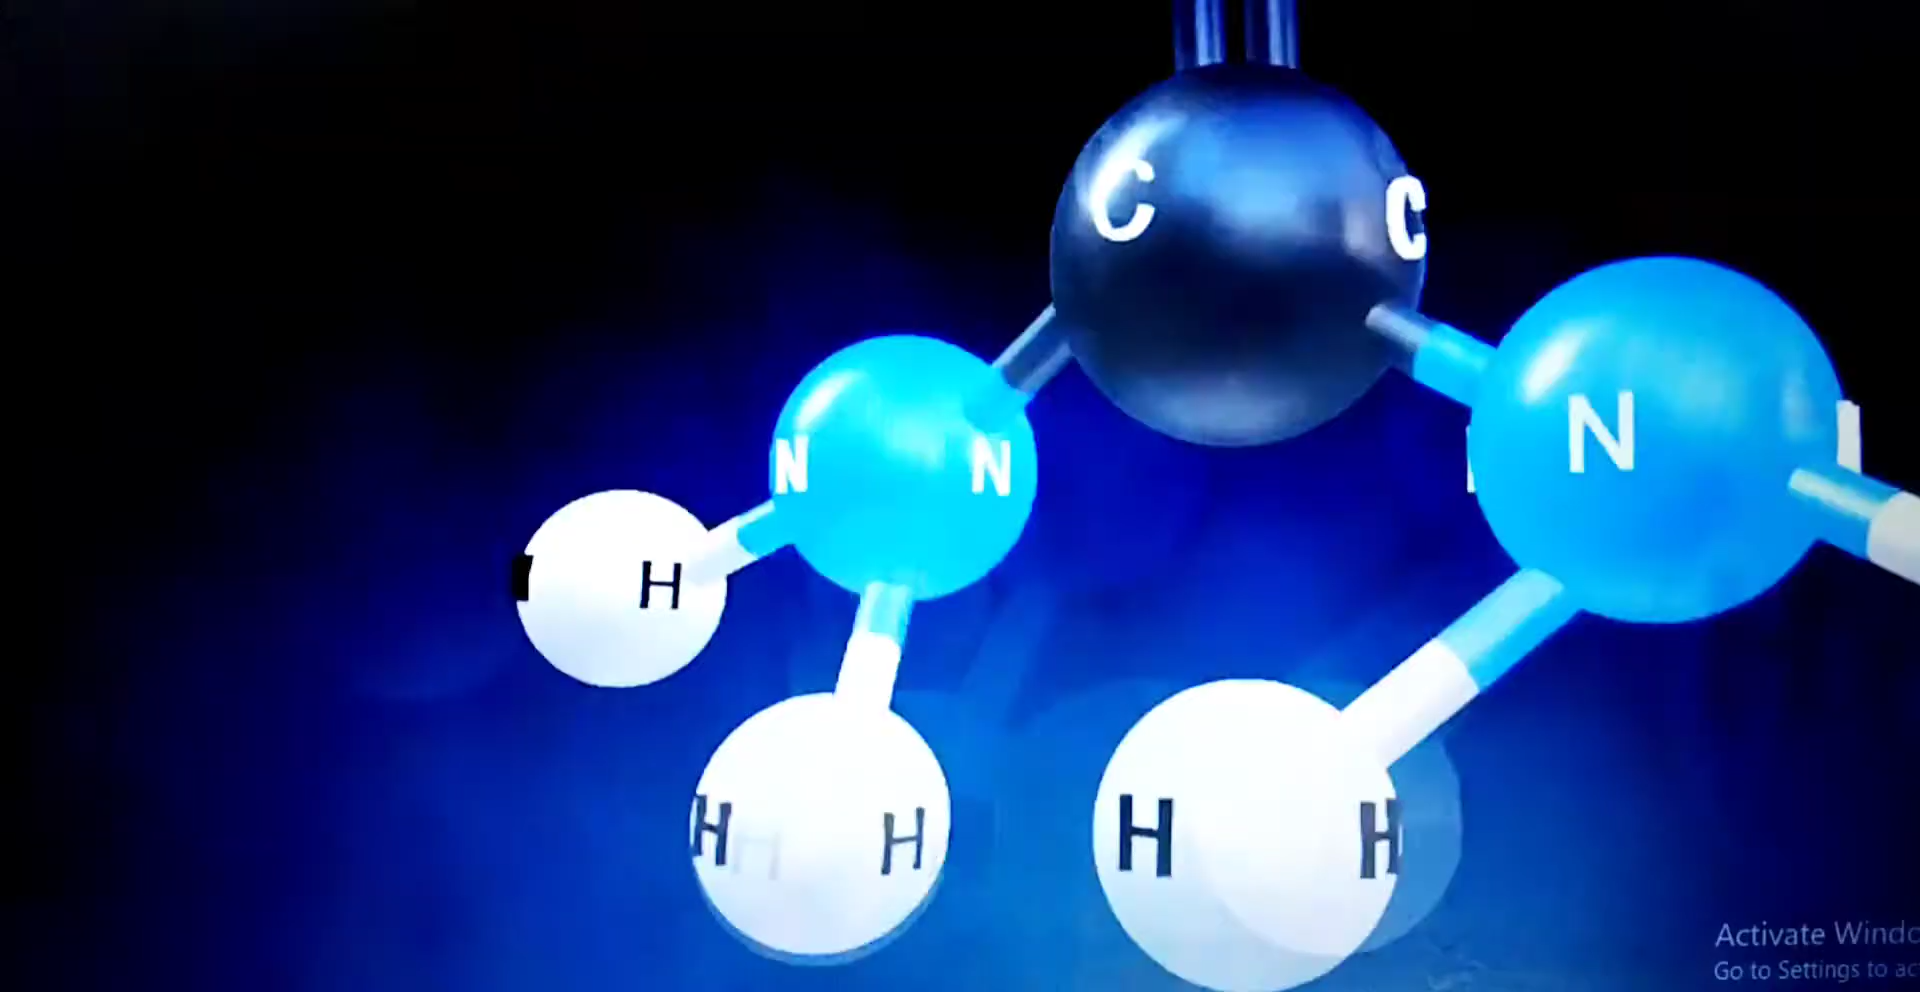 C C
N
N N
H
H H
H H
Activate Windo
Go to Settings to ac